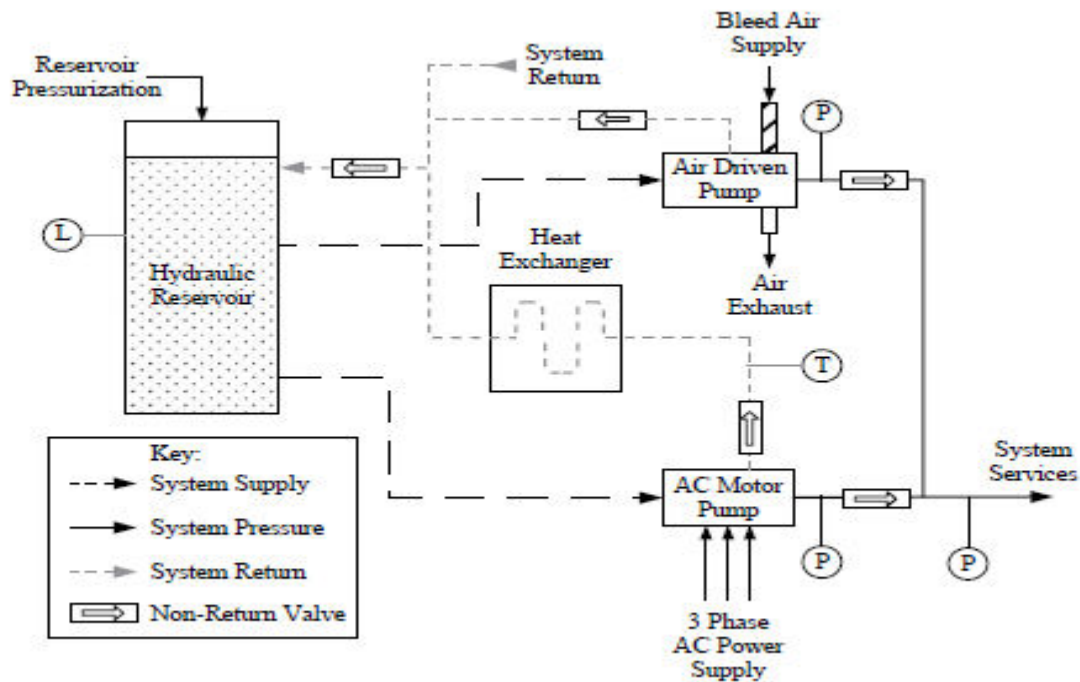 Bleed Air
Supply
System
Return
Reservoir
Pressurization
P
Air Driven
Pump
L
Heat
Exchanger
Hydraulic
Reservoir
Air
Exhaust
T
Key:
System Supply
System Pressure
System Return
Non-Return Valve
AC Motor
Pump
System
Services
P
P
3 Phase
AC Power
Supply